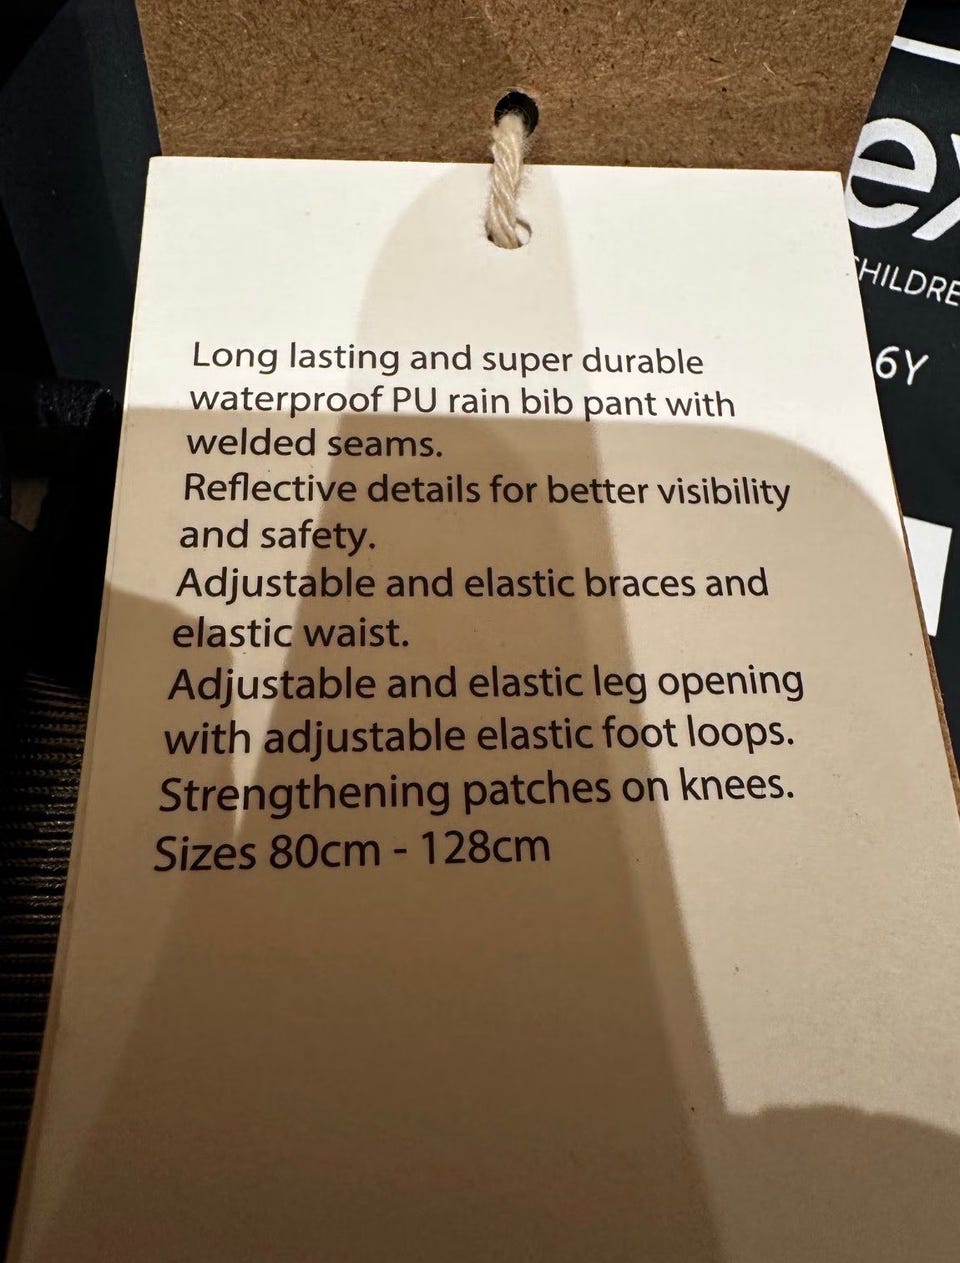 Long lasting and super durable
waterproof PU rain bib pant with
welded seams.
Reflective details for better visibility
and safety.
Adjustable and elastic braces and
elastic waist.
Adjustable and elastic leg opening
with adjustable elastic foot loops.
Strengthening patches on knees.
Sizes 80cm - 128cm
6Y